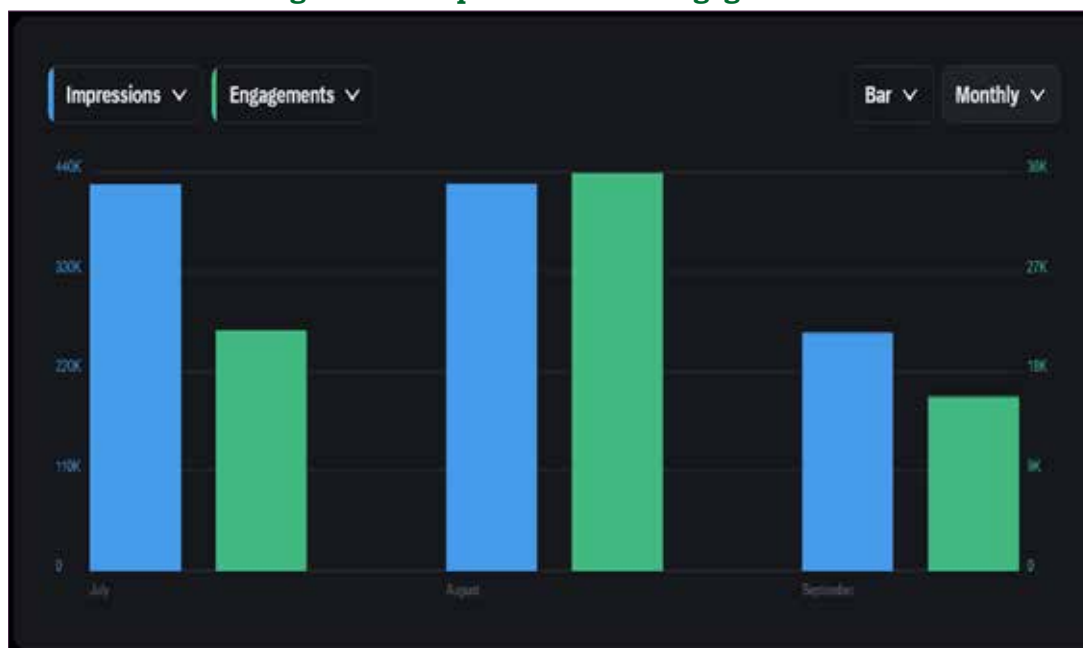 Impressions Engagements Bar Monthly
440K 36K
330K 27K
220K 18K
110K 9K
0 0
July August September